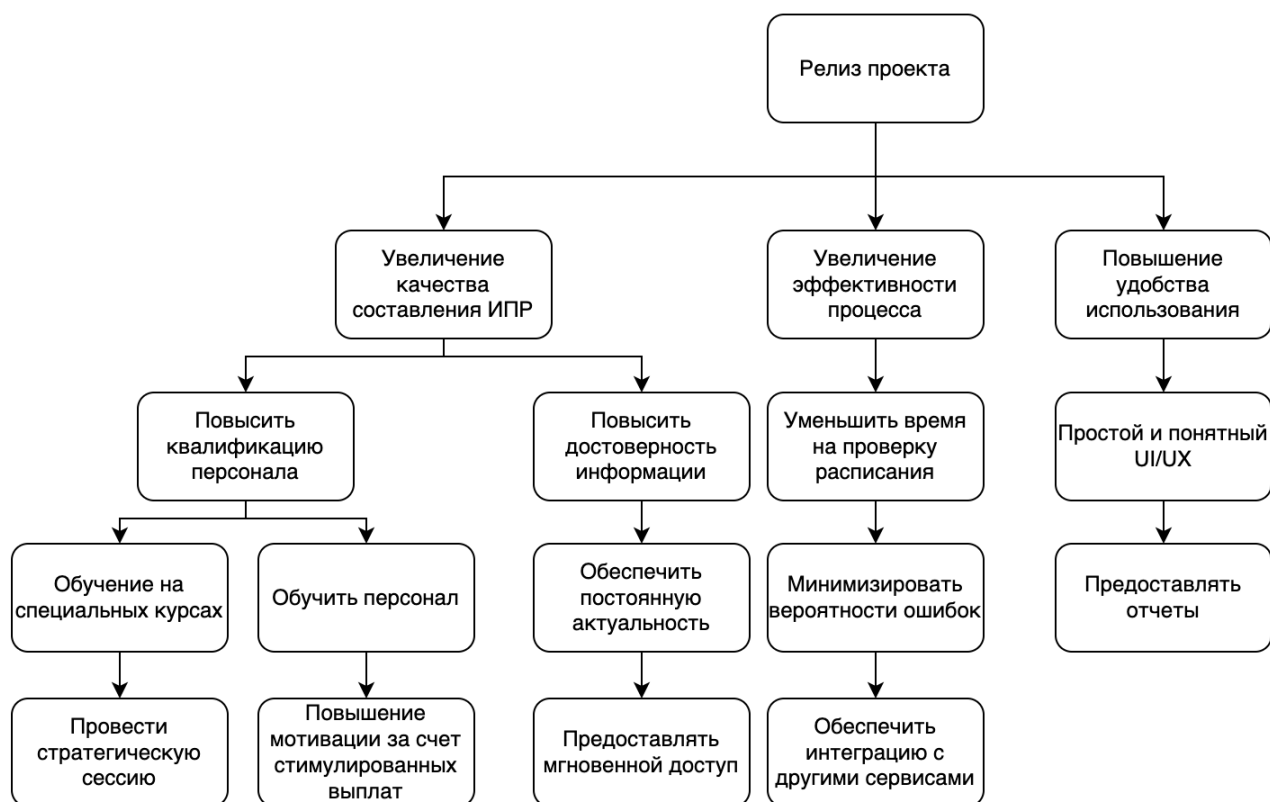 Релиз проекта
Увеличение
качества
составления ИПР
Увеличение
эффективности
процесса
Повышение
удобства
использования
Повысить
квалификацию
персонала
Повысить
достоверность
информации
Уменьшить время
на проверку
расписания
Простой и понятный
UI/UX
Обучение на
специальных курсах
Обучить персонал
Обеспечить
постоянную
актуальность
Минимизировать
вероятности ошибок
Предоставлять
отчеты
Провести
стратегическую
сессию
Повышение
мотивации за счет
стимулированных
выплат
Предоставлять
мгновенной доступ
Обеспечить
интеграцию с
другими сервисами